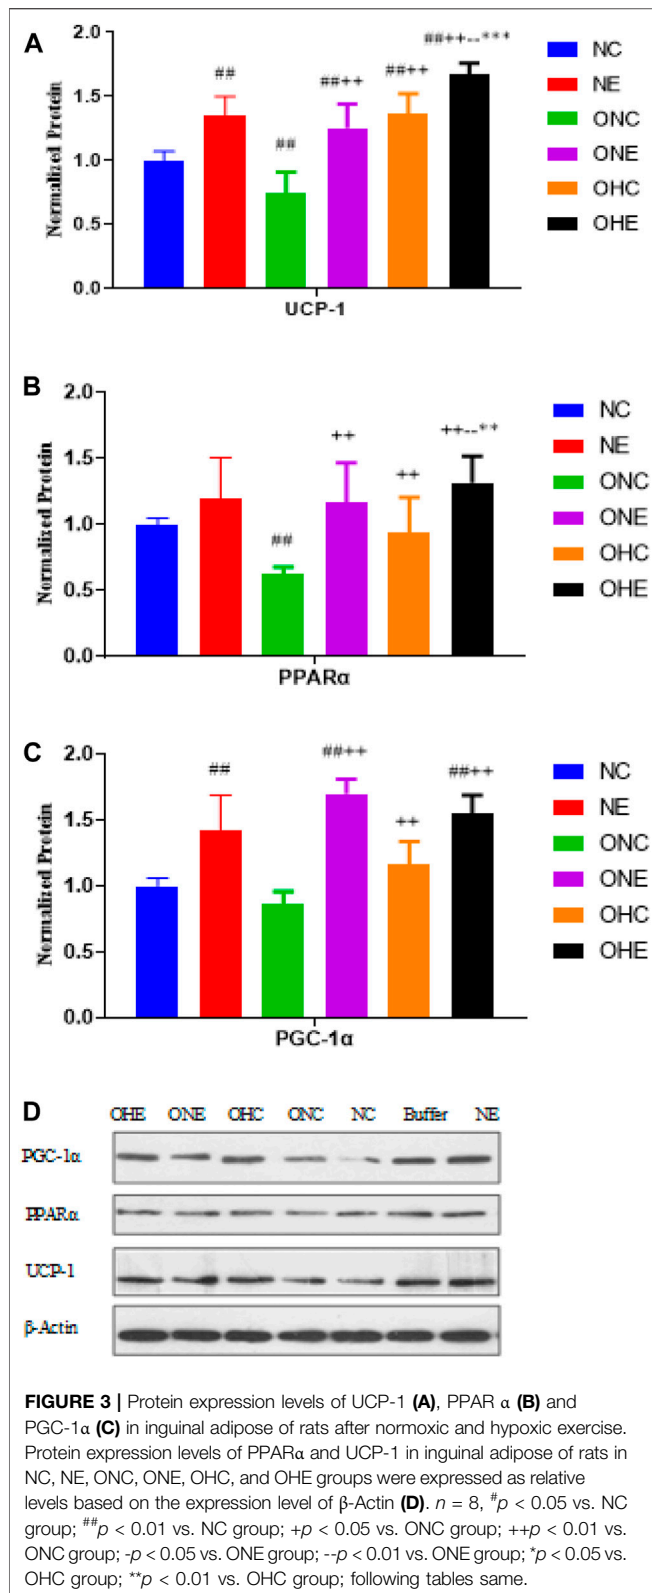 A
##++--***
##
##++
##++
##
2.0
1.5
1.0
0.5
0.0
Normalized Protein
UCP-1
NC
NE
ONC
ONE
OHC
OHE
B
++--**
++
++
##
2.0
1.5
1.0
0.5
0.0
Normalized Protein
PPARα
NC
NE
ONC
ONE
OHC
OHE
C
##
##++
++
##++
2.0
1.5
1.0
0.5
0.0
Normalized Protein
PGC-1α
NC
NE
ONC
ONE
OHC
OHE
D
OHE ONE OHC ONC NC Buffer NE
PGC-1α
PPARα
UCP-1
β-Actin
FIGURE 3 | Protein expression levels of UCP-1 (A), PPAR α (B) and
PGC-1α (C) in inguinal adipose of rats after normoxic and hypoxic exercise.
Protein expression levels of PPARα and UCP-1 in inguinal adipose of rats in
NC, NE, ONC, ONE, OHC, and OHE groups were expressed as relative
levels based on the expression level of β-Actin (D). n = 8, #p < 0.05 vs. NC
group; ##p < 0.01 vs. NC group; +p < 0.05 vs. ONC group; ++p < 0.01 vs.
ONC group; -p < 0.05 vs. ONE group; --p < 0.01 vs. ONE group; *p < 0.05 vs.
OHC group; **p < 0.01 vs. OHC group; following tables same.